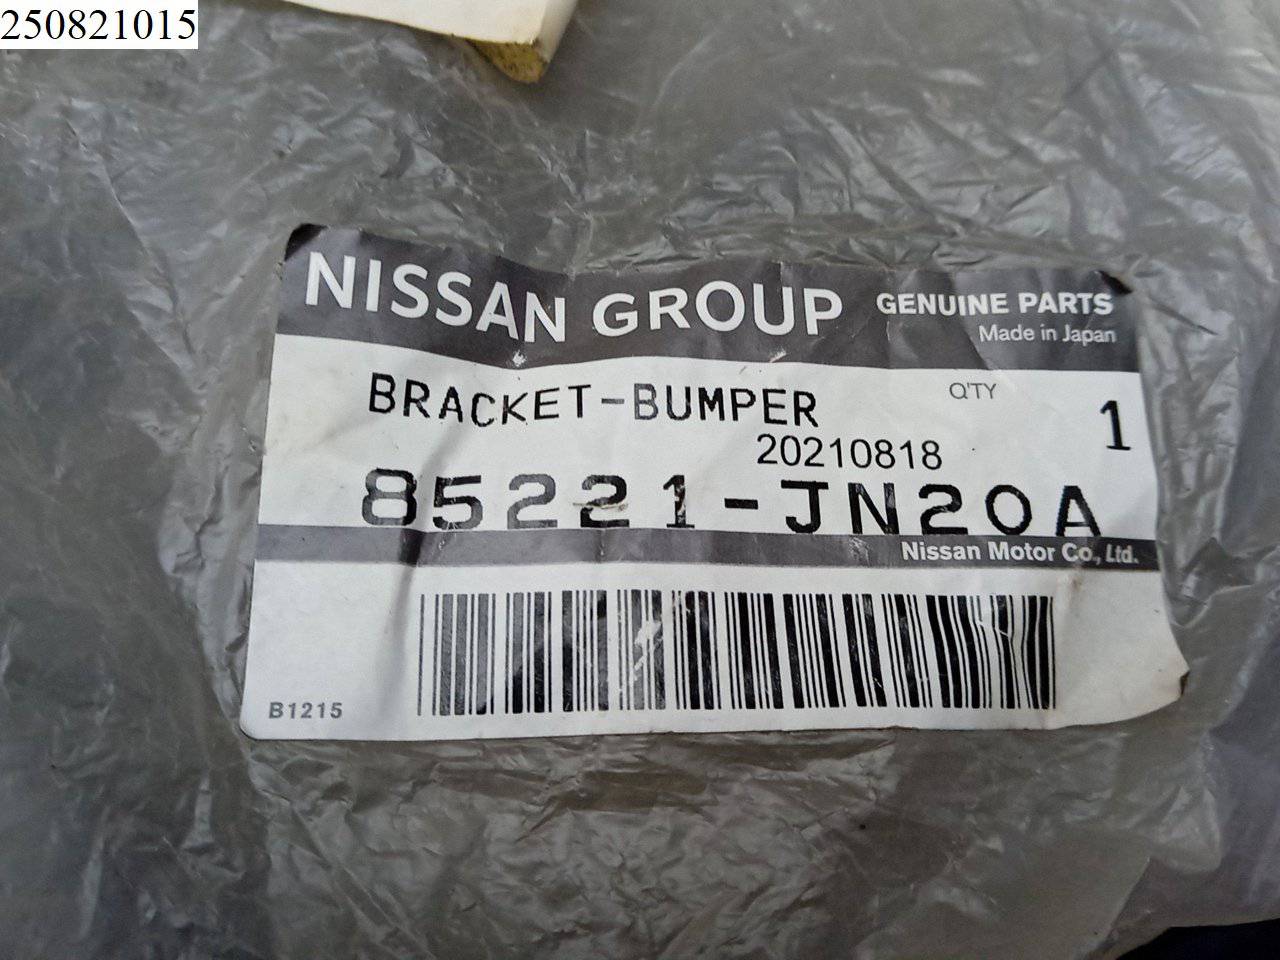 250821015
NISSAN GROUP GENUINE PARTS
Made in Japan
BRACKET-BUMPER Q'TY 1
20210818
85221-JN20A
Nissan Motor Co., Ltd.
B1215